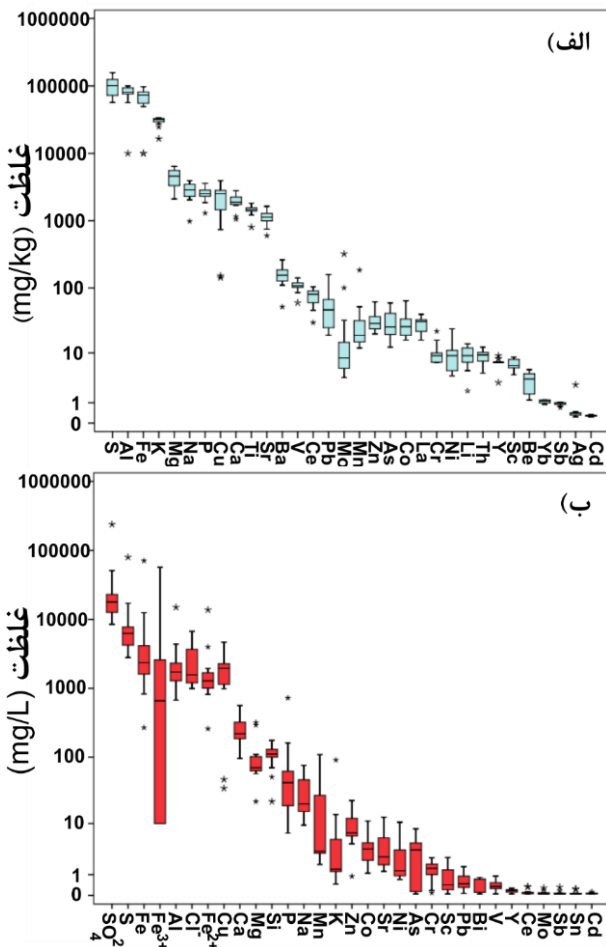 الف)
1000000
100000
10000
1000
100
10
1
0
غلظت (mg/kg)
S Al Fe K Mg Na P Cu Ca Ti Sr Ba V Ce Pb Mc Mn Zn As Co La Cr Ni Li Th Y Sc Be Yb Sb Ag Cd
ب)
1000000
100000
10000
1000
100
10
1
0
غلظت (mg/L)
SO4^2 S Fe Fe3+ Al Cl- Fe2+ Cu Ca Mg Si P Na Mn K Zn Co Sr Ni As Cr Sc Pb Bi V Y Ce Mo Sb Sn Cd